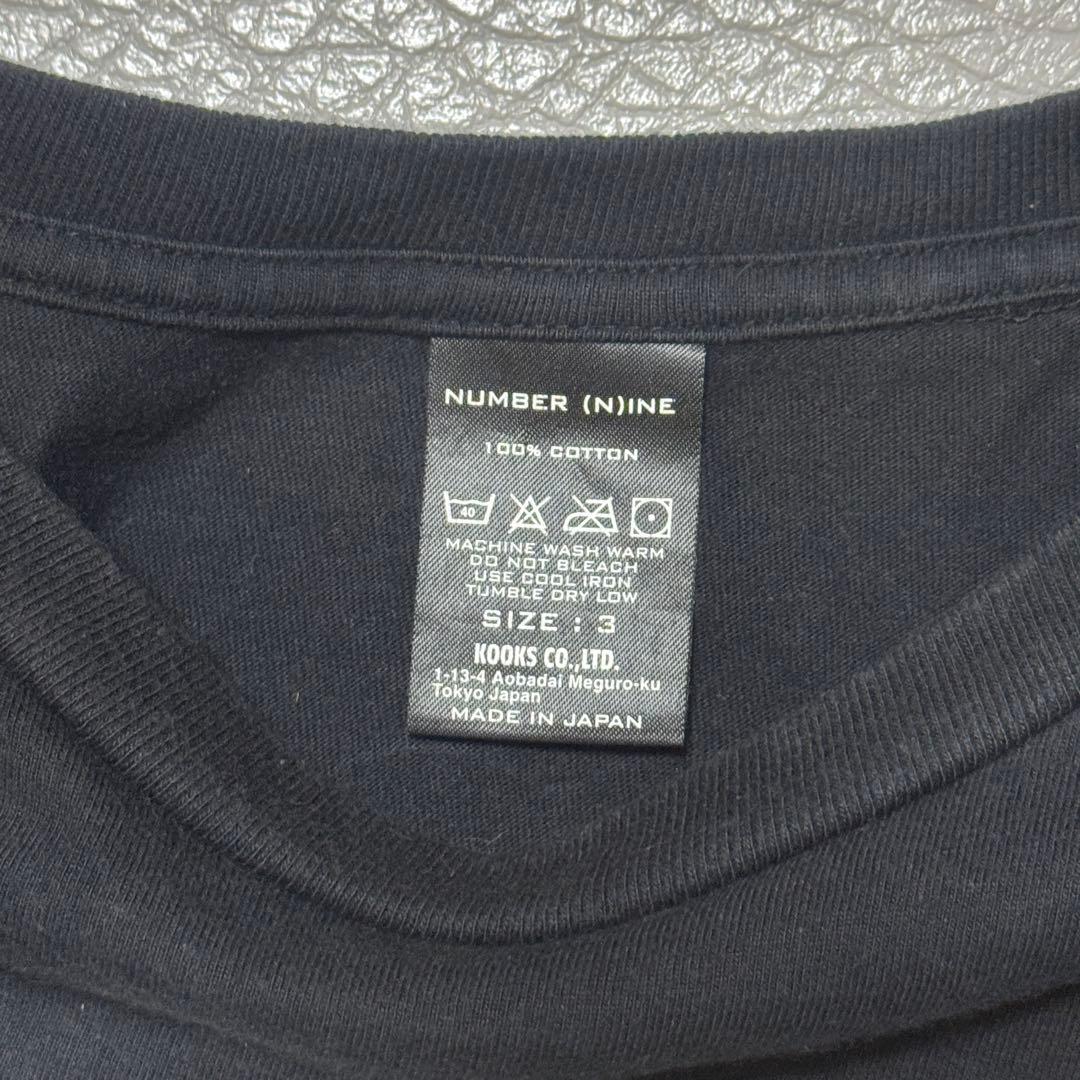 NUMBER (N)INE
100% COTTON
40
MACHINE WASH WARM
DO NOT BLEACH
USE COOL IRON
TUMBLE DRY LOW
SIZE : 3
KOOKS CO.,LTD.
1-13-4 Aobadai Meguro-ku
Tokyo Japan
MADE IN JAPAN